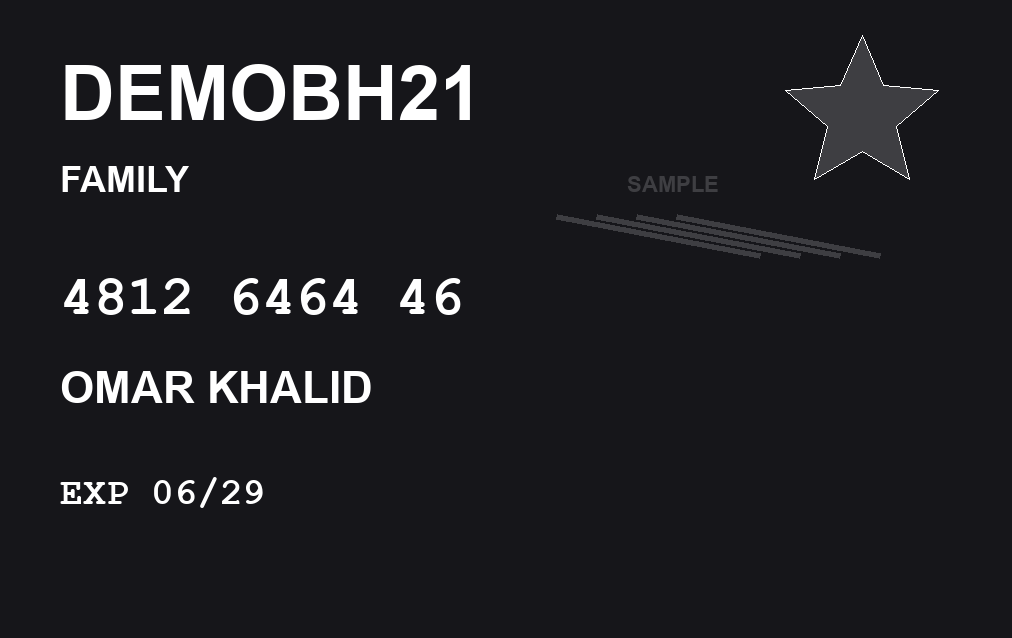 DEMOBH21
FAMILY
SAMPLE
4812 6464 46
OMAR KHALID
EXP 06/29